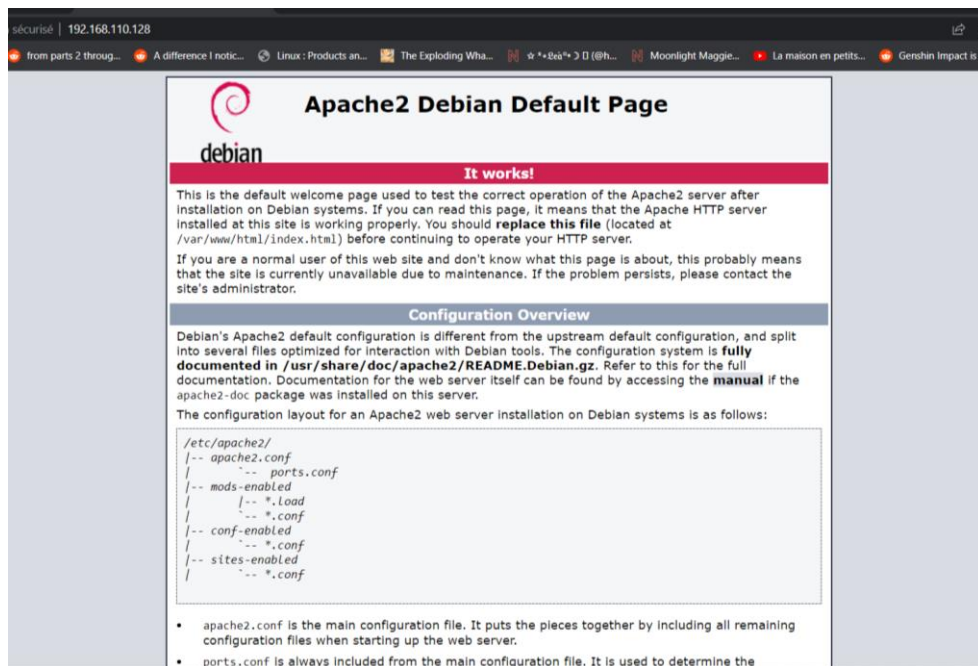 sécurisé | 192.168.110.128
from parts 2 throug... A difference I notic... Linux : Products an... The Exploding Wha... Moonlight Maggie... La maison en petits... Genshin Impact is
debian
Apache2 Debian Default Page
It works!
This is the default welcome page used to test the correct operation of the Apache2 server after
installation on Debian systems. If you can read this page, it means that the Apache HTTP server
installed at this site is working properly. You should replace this file (located at
/var/www/html/index.html) before continuing to operate your HTTP server.
If you are a normal user of this web site and don't know what this page is about, this probably means
that the site is currently unavailable due to maintenance. If the problem persists, please contact the
site's administrator.
Configuration Overview
Debian's Apache2 default configuration is different from the upstream default configuration, and split
into several files optimized for interaction with Debian tools. The configuration system is fully
documented in /usr/share/doc/apache2/README.Debian.gz. Refer to this for the full
documentation. Documentation for the web server itself can be found by accessing the manual if the
apache2-doc package was installed on this server.
The configuration layout for an Apache2 web server installation on Debian systems is as follows:
/etc/apache2/
|-- apache2.conf
|       `--  ports.conf
|-- mods-enabled
|       |-- *.load
|       `-- *.conf
|-- conf-enabled
|       `-- *.conf
|-- sites-enabled
|       `-- *.conf
• apache2.conf is the main configuration file. It puts the pieces together by including all remaining
configuration files when starting up the web server.
• ports.conf is always included from the main configuration file. It is used to determine the